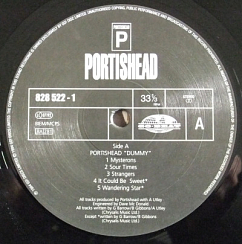 PORTISHEAD
P
PORTISHEAD
828 522 - 1
33⅓
A
Side A
PORTISHEAD "DUMMY"
1 Mysterons
2 Sour Times
3 Strangers
4 It Could Be Sweet*
5 Wandering Star*
All tracks produced by Portishead with A Utley
Engineered by Dave Mc Donald
All tracks written by G Barrow/B Gibbons/A Utley
(Chrysalis Music Ltd.)
Except *written by G Barrow/B Gibbons
(Chrysalis Music Ltd.)